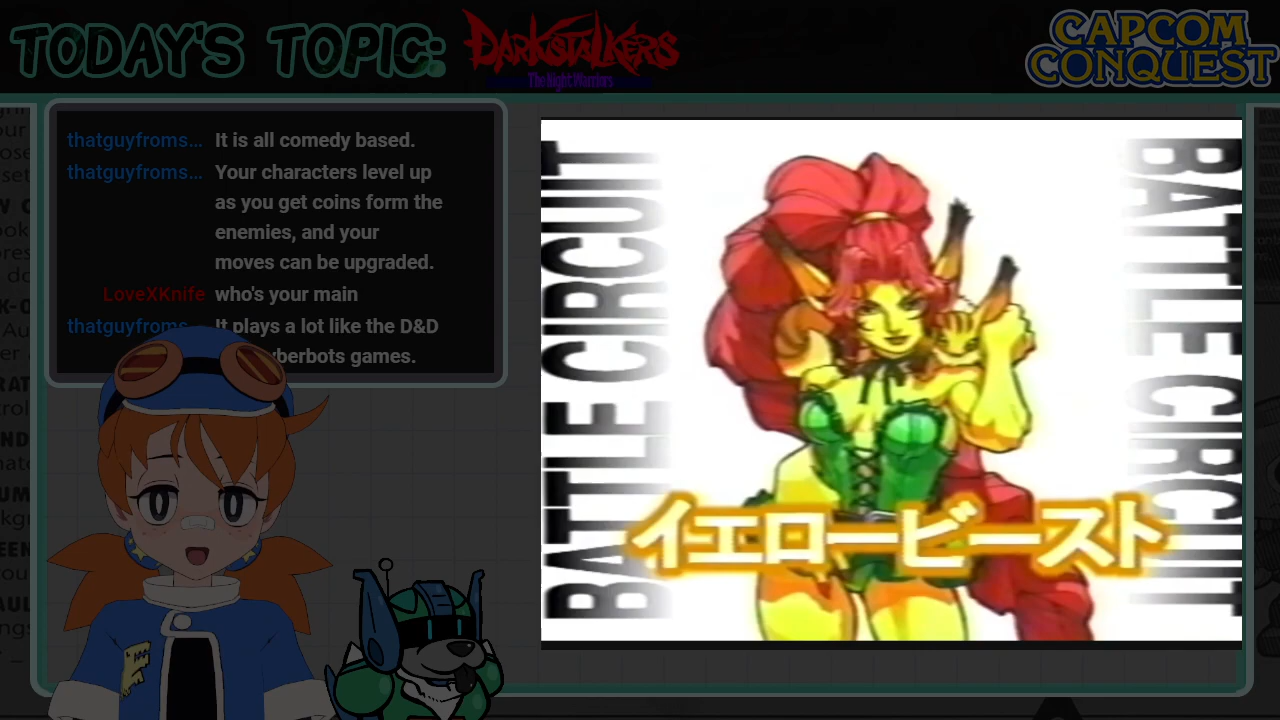 TODAY'S TOPIC:
DARKSTALKERS
The Night Warriors
CAPCOM
CONQUEST
thatguyfroms... It is all comedy based.
thatguyfroms... Your characters level up
as you get coins form the
enemies, and your
moves can be upgraded.
LoveXKnife who's your main
thatguyfroms... It plays a lot like the D&D
yberbots games.
BATTLE CIRCUIT
BATTLE CIRCUIT
イエロービースト